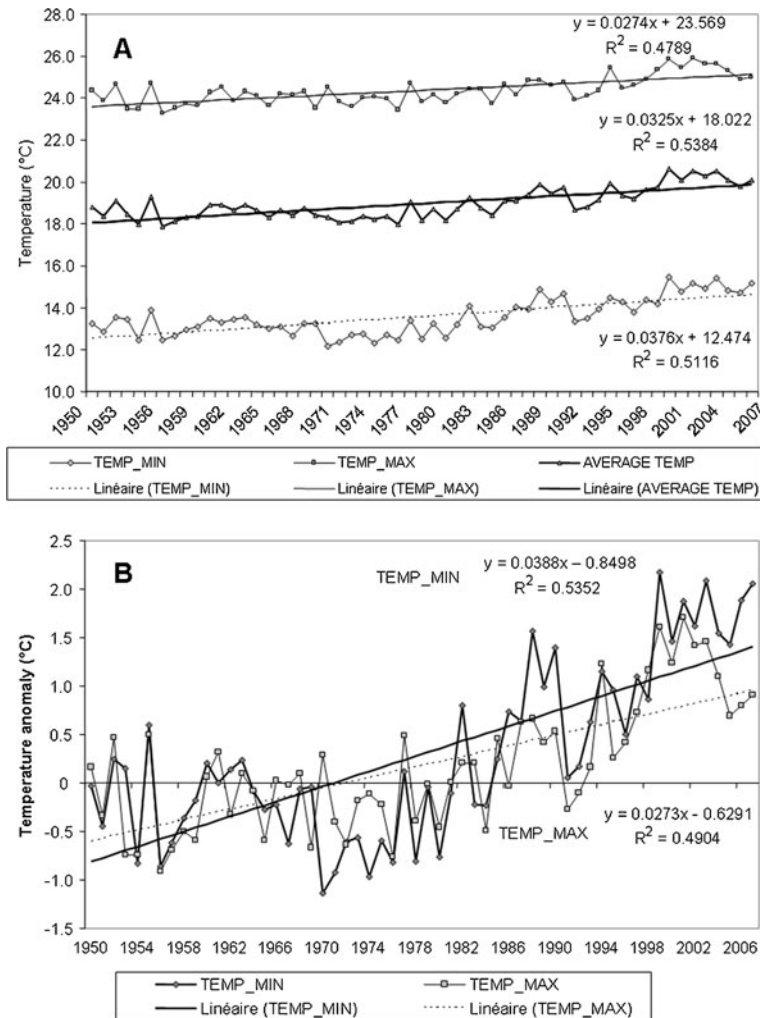 A
28.0
26.0
24.0
22.0
20.0
18.0
16.0
14.0
12.0
10.0
Temperature (°C)
y = 0.0274x + 23.569
R² = 0.4789
y = 0.0325x + 18.022
R² = 0.5384
y = 0.0376x + 12.474
R² = 0.5116
1950 1953 1956 1959 1962 1965 1968 1971 1974 1977 1980 1983 1986 1989 1992 1995 1998 2001 2004 2007
TEMP_MIN TEMP_MAX AVERAGE TEMP
Linéaire (TEMP_MIN) Linéaire (TEMP_MAX) Linéaire (AVERAGE TEMP)
B
2.5
2.0
1.5
1.0
0.5
0
-0.5
-1.0
-1.5
Temperature anomaly (°C)
TEMP_MIN
y = 0.0388x – 0.8498
R² = 0.5352
TEMP_MAX
y = 0.0273x – 0.6291
R² = 0.4904
1950 1954 1958 1962 1966 1970 1974 1978 1982 1986 1990 1994 1998 2002 2006
TEMP_MIN TEMP_MAX
Linéaire (TEMP_MIN) Linéaire (TEMP_MAX)